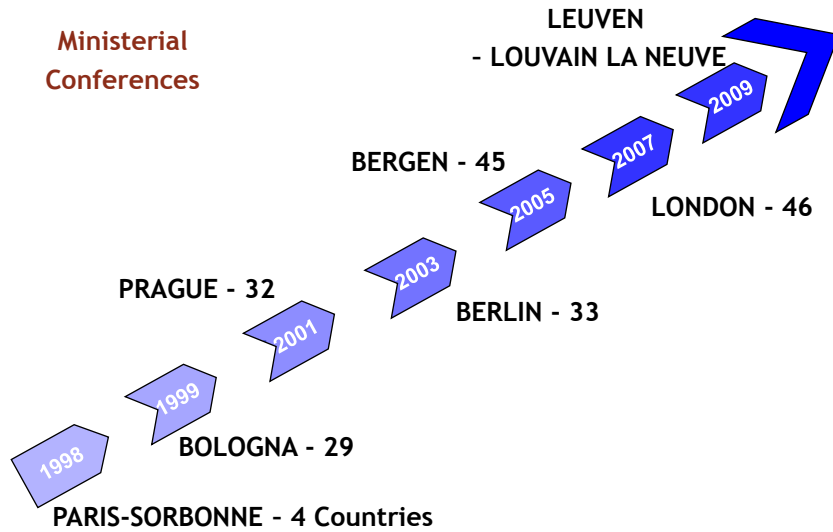 Ministerial
Conferences
LEUVEN
– LOUVAIN LA NEUVE
2009
2007
BERGEN - 45
LONDON - 46
2005
2003
PRAGUE - 32
BERLIN - 33
2001
1999
BOLOGNA - 29
1998
PARIS-SORBONNE – 4 Countries